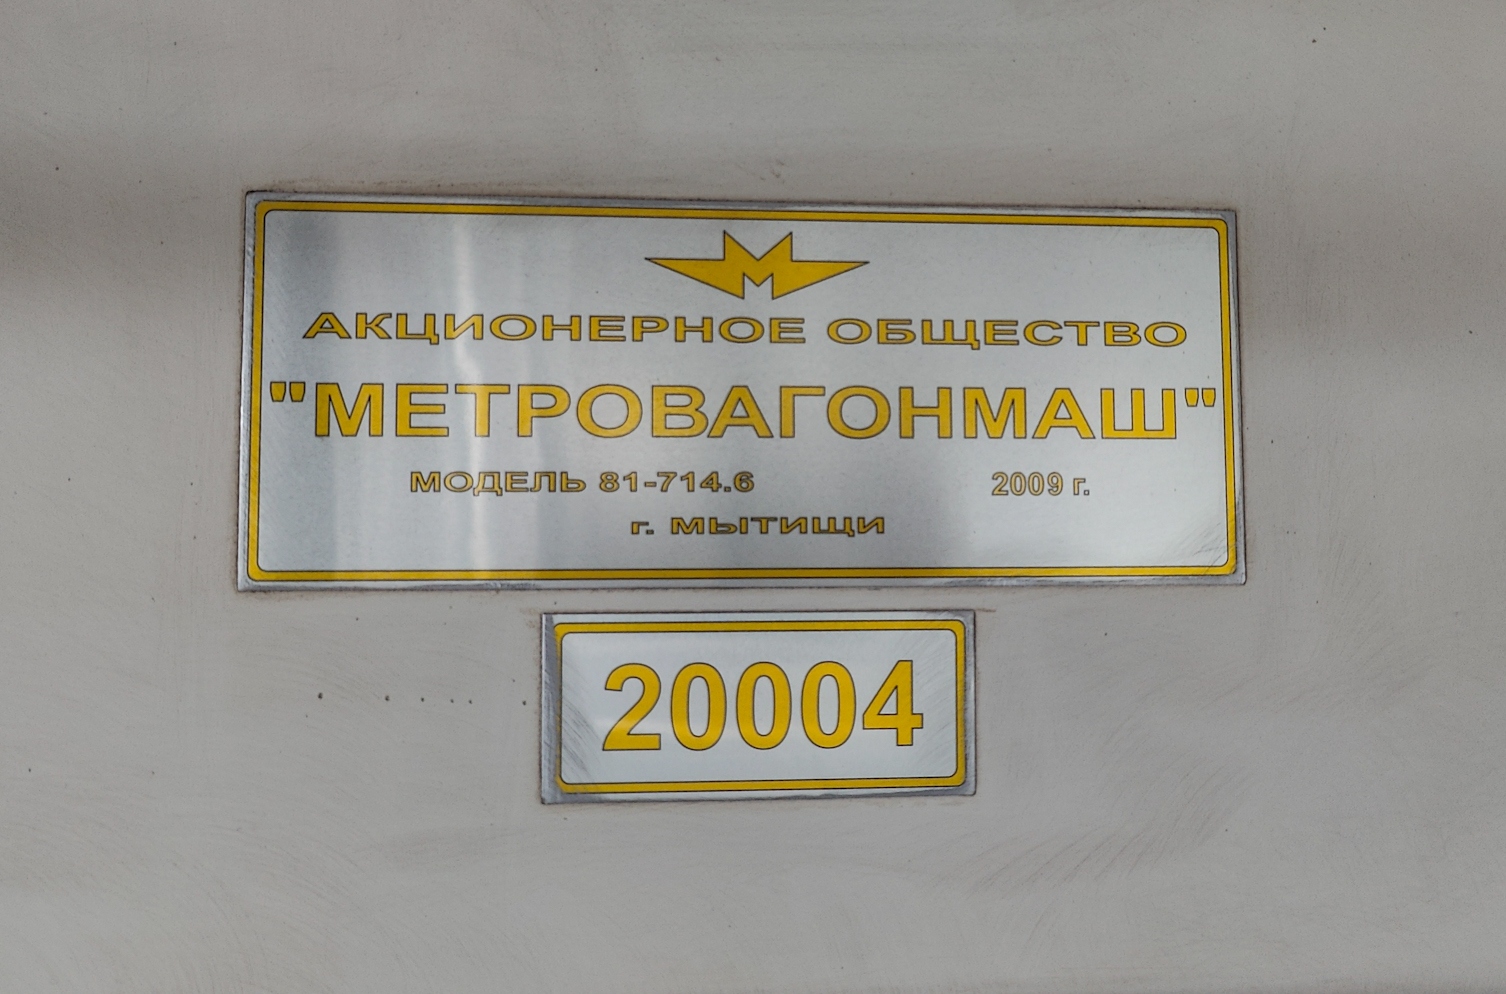 М
АКЦИОНЕРНОЕ ОБЩЕСТВО
"МЕТРОВАГОНМАШ"
МОДЕЛЬ 81-714.6 2009 г.
г. МЫТИЩИ
20004